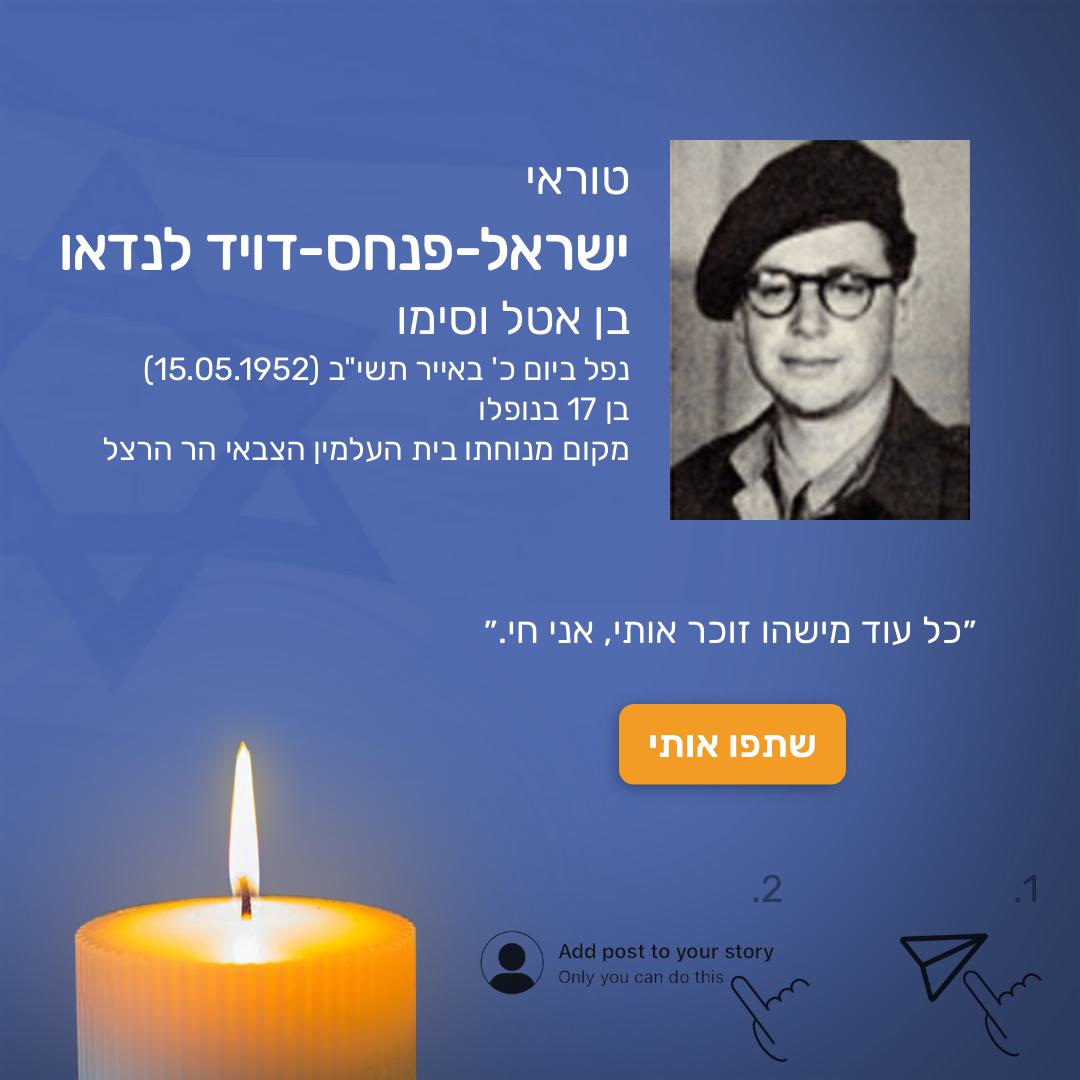 טוראי
ישראל-פנחס-דויד לנדאו
בן אטל וסימו
נפל ביום כ' באייר תשי"ב (15.05.1952)
בן 17 בנופלו
מקום מנוחתו בית העלמין הצבאי הר הרצל
״כל עוד מישהו זוכר אותי, אני חי.״
שתפו אותי
1.
2.
Add post to your story
Only you can do this